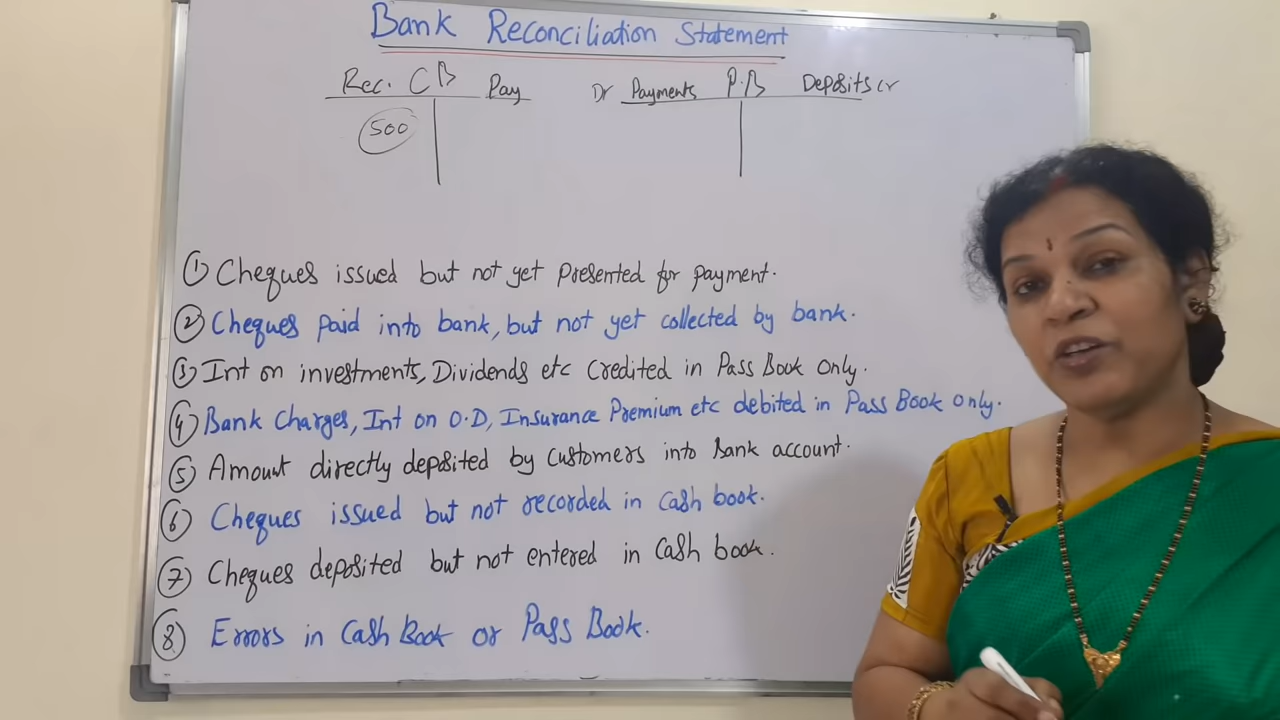 Bank Reconciliation Statement
Rec. C B Pay Dr Payments P.B Deposits cr
500
① Cheques issued but not yet presented for payment.
② Cheques paid into bank, but not yet collected by bank.
③ Int on investments, Dividends etc credited in Pass Book Only.
④ Bank Charges, Int on O.D, Insurance Premium etc debited in Pass Book Only.
⑤ Amount directly deposited by customers into Bank account.
⑥ Cheques issued but not recorded in cash book.
⑦ Cheques deposited but not entered in Cash book.
⑧ Errors in Cash Book or Pass Book.